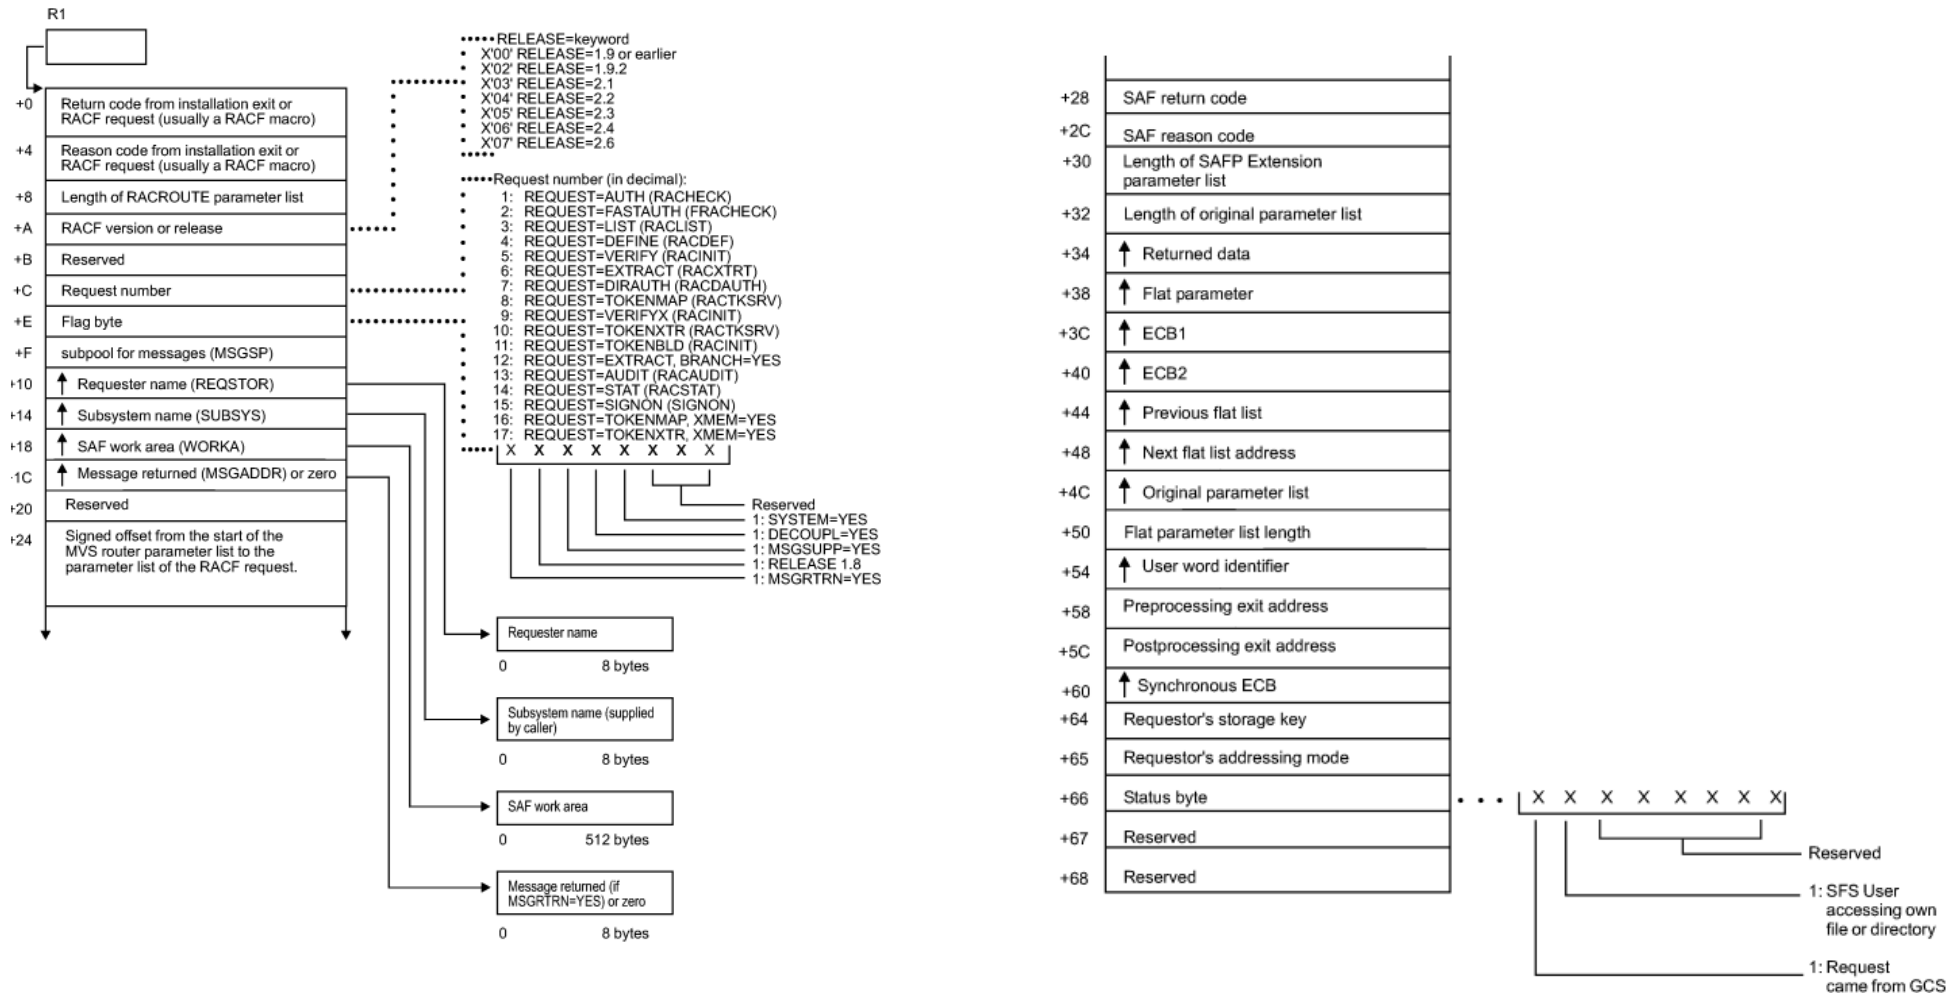 R1
+0 Return code from installation exit or
RACF request (usually a RACF macro)
+4 Reason code from installation exit or
RACF request (usually a RACF macro)
+8 Length of RACROUTE parameter list
+A RACF version or release
+B Reserved
+C Request number
+E Flag byte
+F subpool for messages (MSGSP)
+10 Requester name (REQSTOR)
+14 Subsystem name (SUBSYS)
+18 SAF work area (WORKA)
1C Message returned (MSGADDR) or zero
+20 Reserved
+24 Signed offset from the start of the
MVS router parameter list to the
parameter list of the RACF request.
RELEASE=keyword
X'00' RELEASE=1.9 or earlier
X'02' RELEASE=1.9.2
X'03' RELEASE=2.1
X'04' RELEASE=2.2
X'05' RELEASE=2.3
X'06' RELEASE=2.4
X'07' RELEASE=2.6
Request number (in decimal):
1: REQUEST=AUTH (RACHECK)
2: REQUEST=FASTAUTH (FRACHECK)
3: REQUEST=LIST (RACLIST)
4: REQUEST=DEFINE (RACDEF)
5: REQUEST=VERIFY (RACINIT)
6: REQUEST=EXTRACT (RACXTRT)
7: REQUEST=DIRAUTH (RACDAUTH)
8: REQUEST=TOKENMAP (RACTKSRV)
9: REQUEST=VERIFYX (RACINIT)
10: REQUEST=TOKENXTR (RACTKSRV)
11: REQUEST=TOKENBLD (RACINIT)
12: REQUEST=EXTRACT, BRANCH=YES
13: REQUEST=AUDIT (RACAUDIT)
14: REQUEST=STAT (RACSTAT)
15: REQUEST=SIGNON (SIGNON)
16: REQUEST=TOKENMAP, XMEM=YES
17: REQUEST=TOKENXTR, XMEM=YES
X X X X X X X X
Reserved
1: SYSTEM=YES
1: DECOUPL=YES
1: MSGSUPP=YES
1: RELEASE 1.8
1: MSGRTRN=YES
Requester name
0 8 bytes
Subsystem name (supplied
by caller)
0 8 bytes
SAF work area
0 512 bytes
Message returned (if
MSGRTRN=YES) or zero
0 8 bytes
+28 SAF return code
+2C SAF reason code
+30 Length of SAFP Extension
parameter list
+32 Length of original parameter list
+34 Returned data
+38 Flat parameter
+3C ECB1
+40 ECB2
+44 Previous flat list
+48 Next flat list address
+4C Original parameter list
+50 Flat parameter list length
+54 User word identifier
+58 Preprocessing exit address
+5C Postprocessing exit address
+60 Synchronous ECB
+64 Requestor's storage key
+65 Requestor's addressing mode
+66 Status byte
+67 Reserved
+68 Reserved
X X X X X X X X
Reserved
1: SFS User
accessing own
file or directory
1: Request
came from GCS